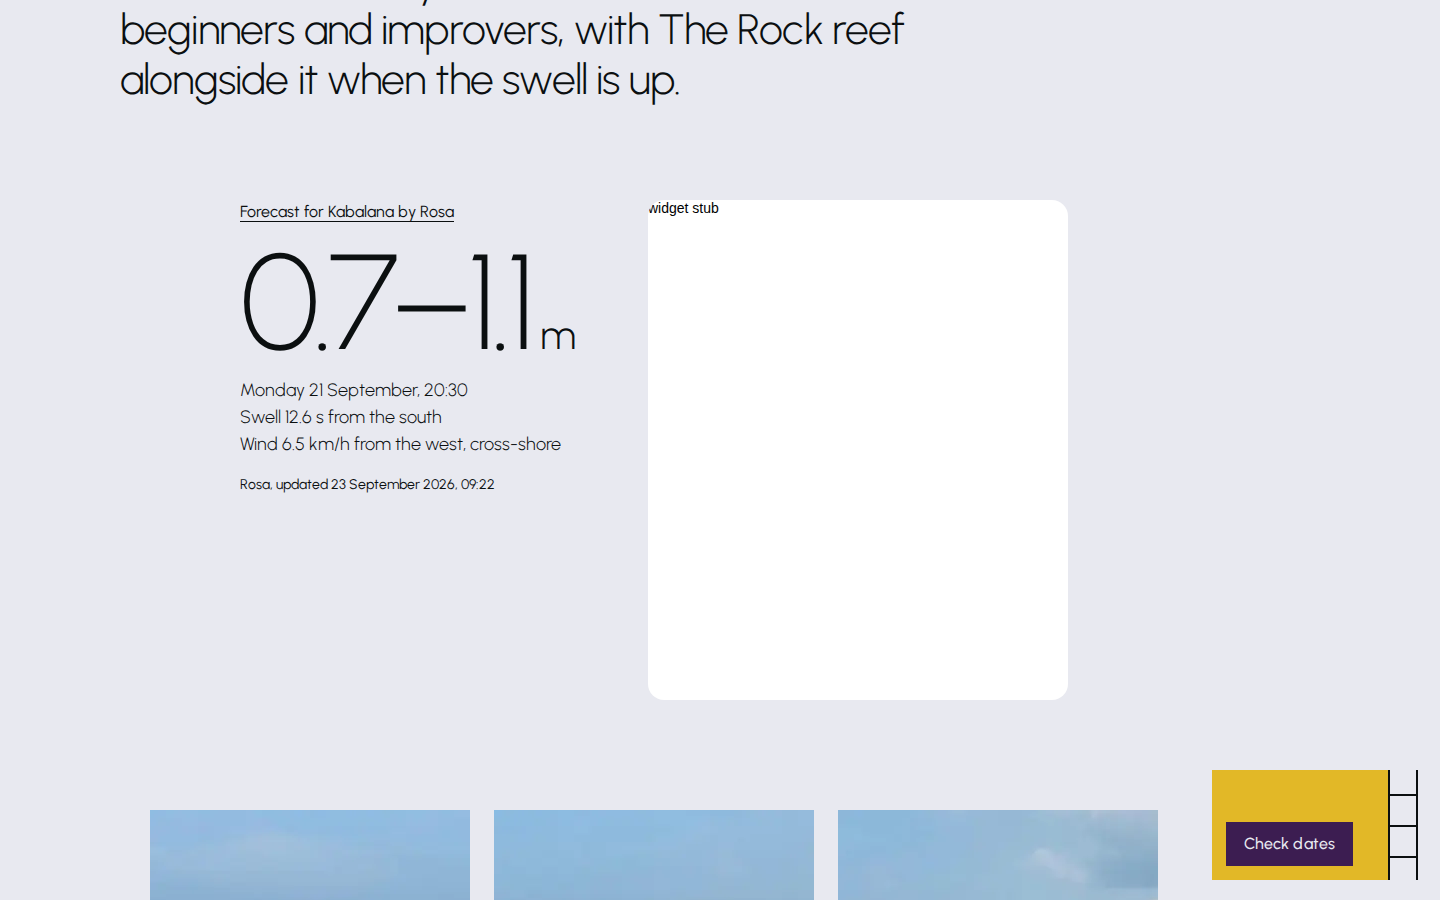 beginners and improvers, with The Rock reef
alongside it when the swell is up.
Forecast for Kabalana by Rosa
0.7–1.1 m
Monday 21 September, 20:30
Swell 12.6 s from the south
Wind 6.5 km/h from the west, cross-shore
Rosa, updated 23 September 2026, 09:22
widget stub
Check dates